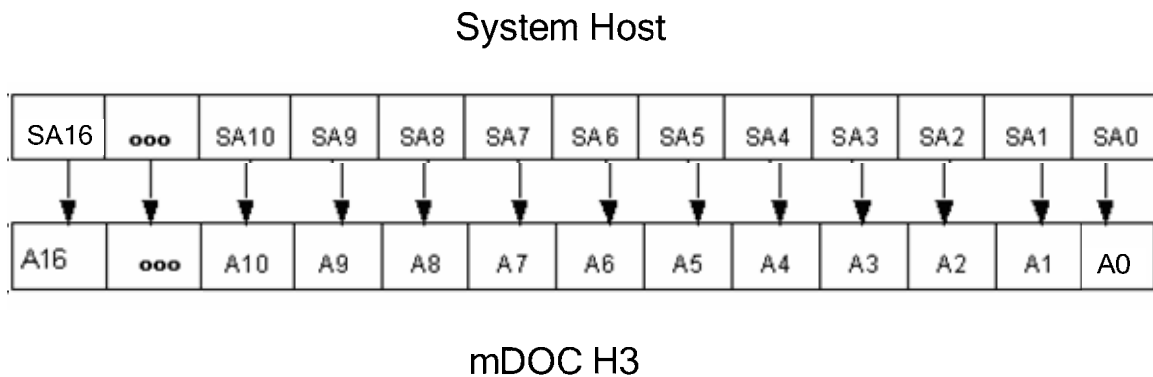 System Host
SA16 ooo SA10 SA9 SA8 SA7 SA6 SA5 SA4 SA3 SA2 SA1 SA0
A16 ooo A10 A9 A8 A7 A6 A5 A4 A3 A2 A1 A0
mDOC H3